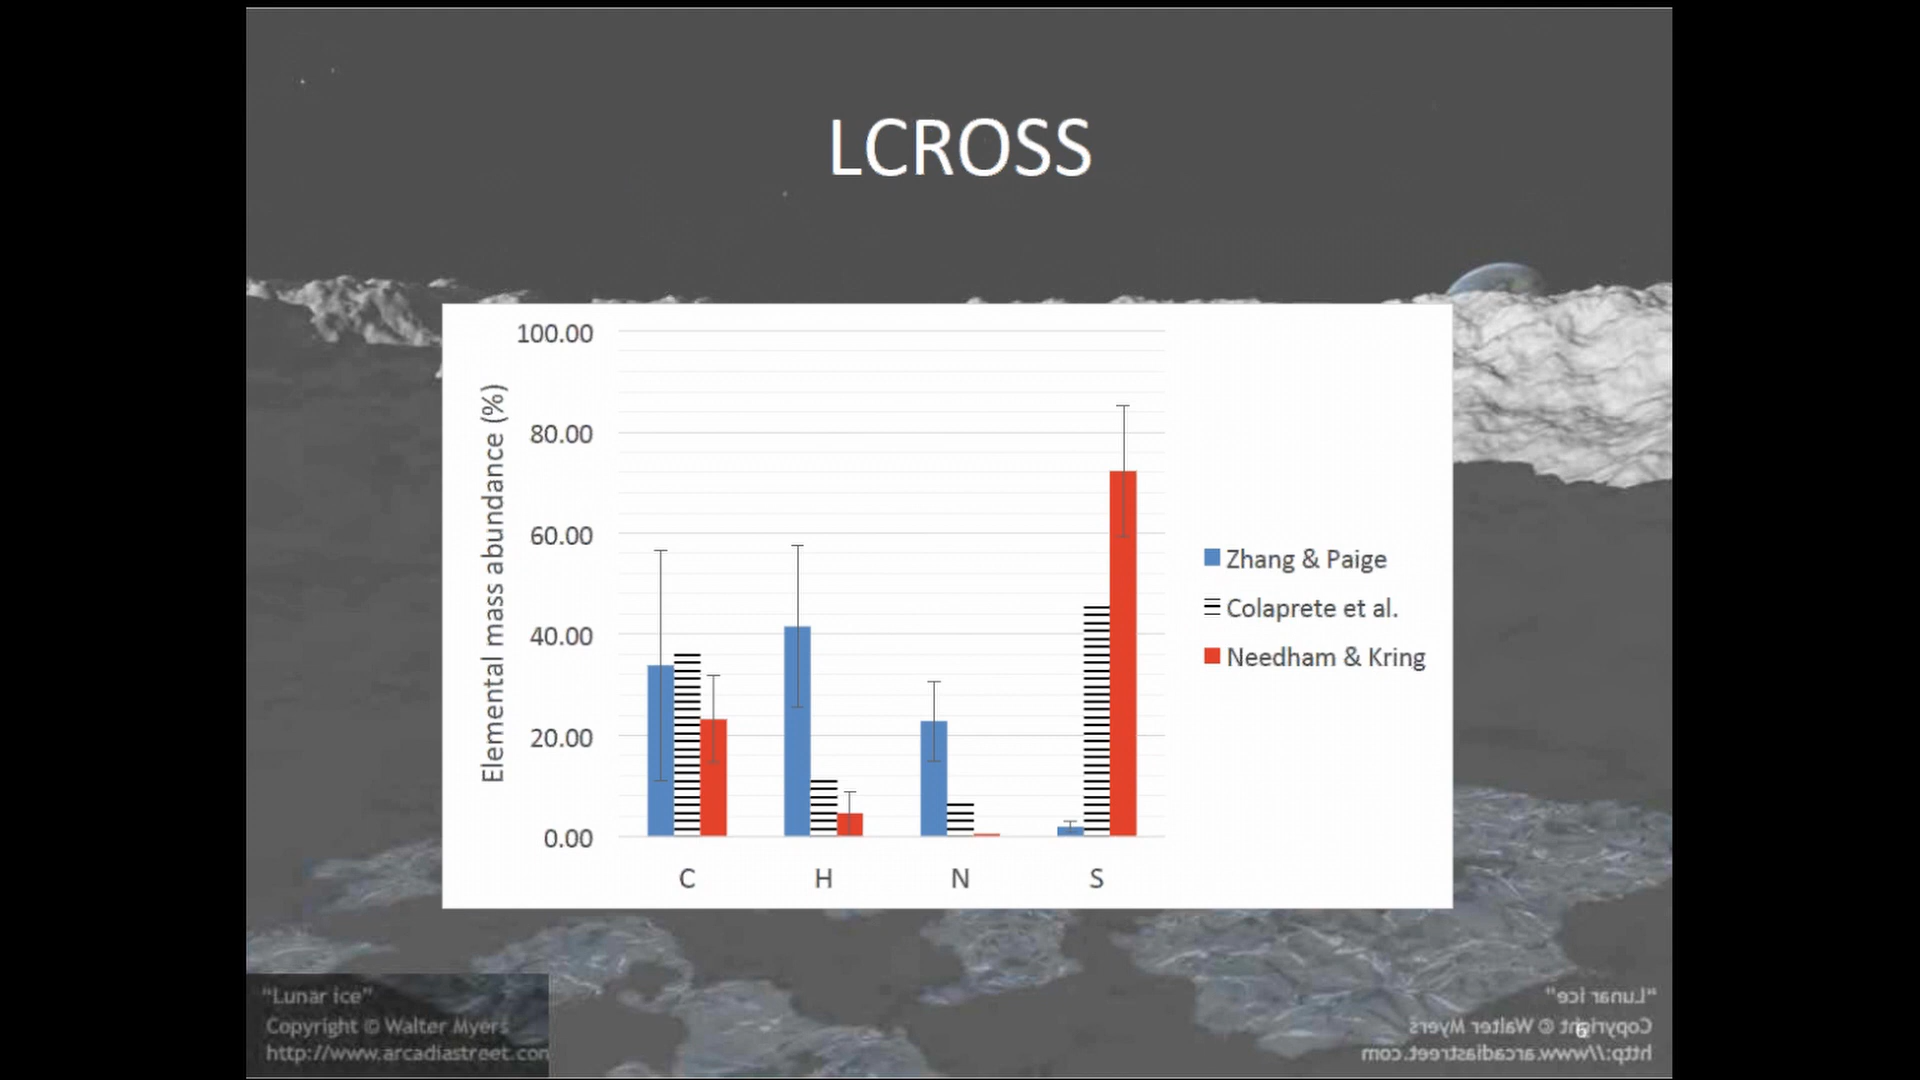 LCROSS
Elemental mass abundance (%)
100.00
80.00
60.00
40.00
20.00
0.00
C H N S
Zhang & Paige
Colaprete et al.
Needham & Kring
"Lunar ice"
Copyright © Walter Myers
http://www.arcadiastreet.com
"Lunar ice"
Copyright © Walter Myers
http://www.arcadiastreet.com
6